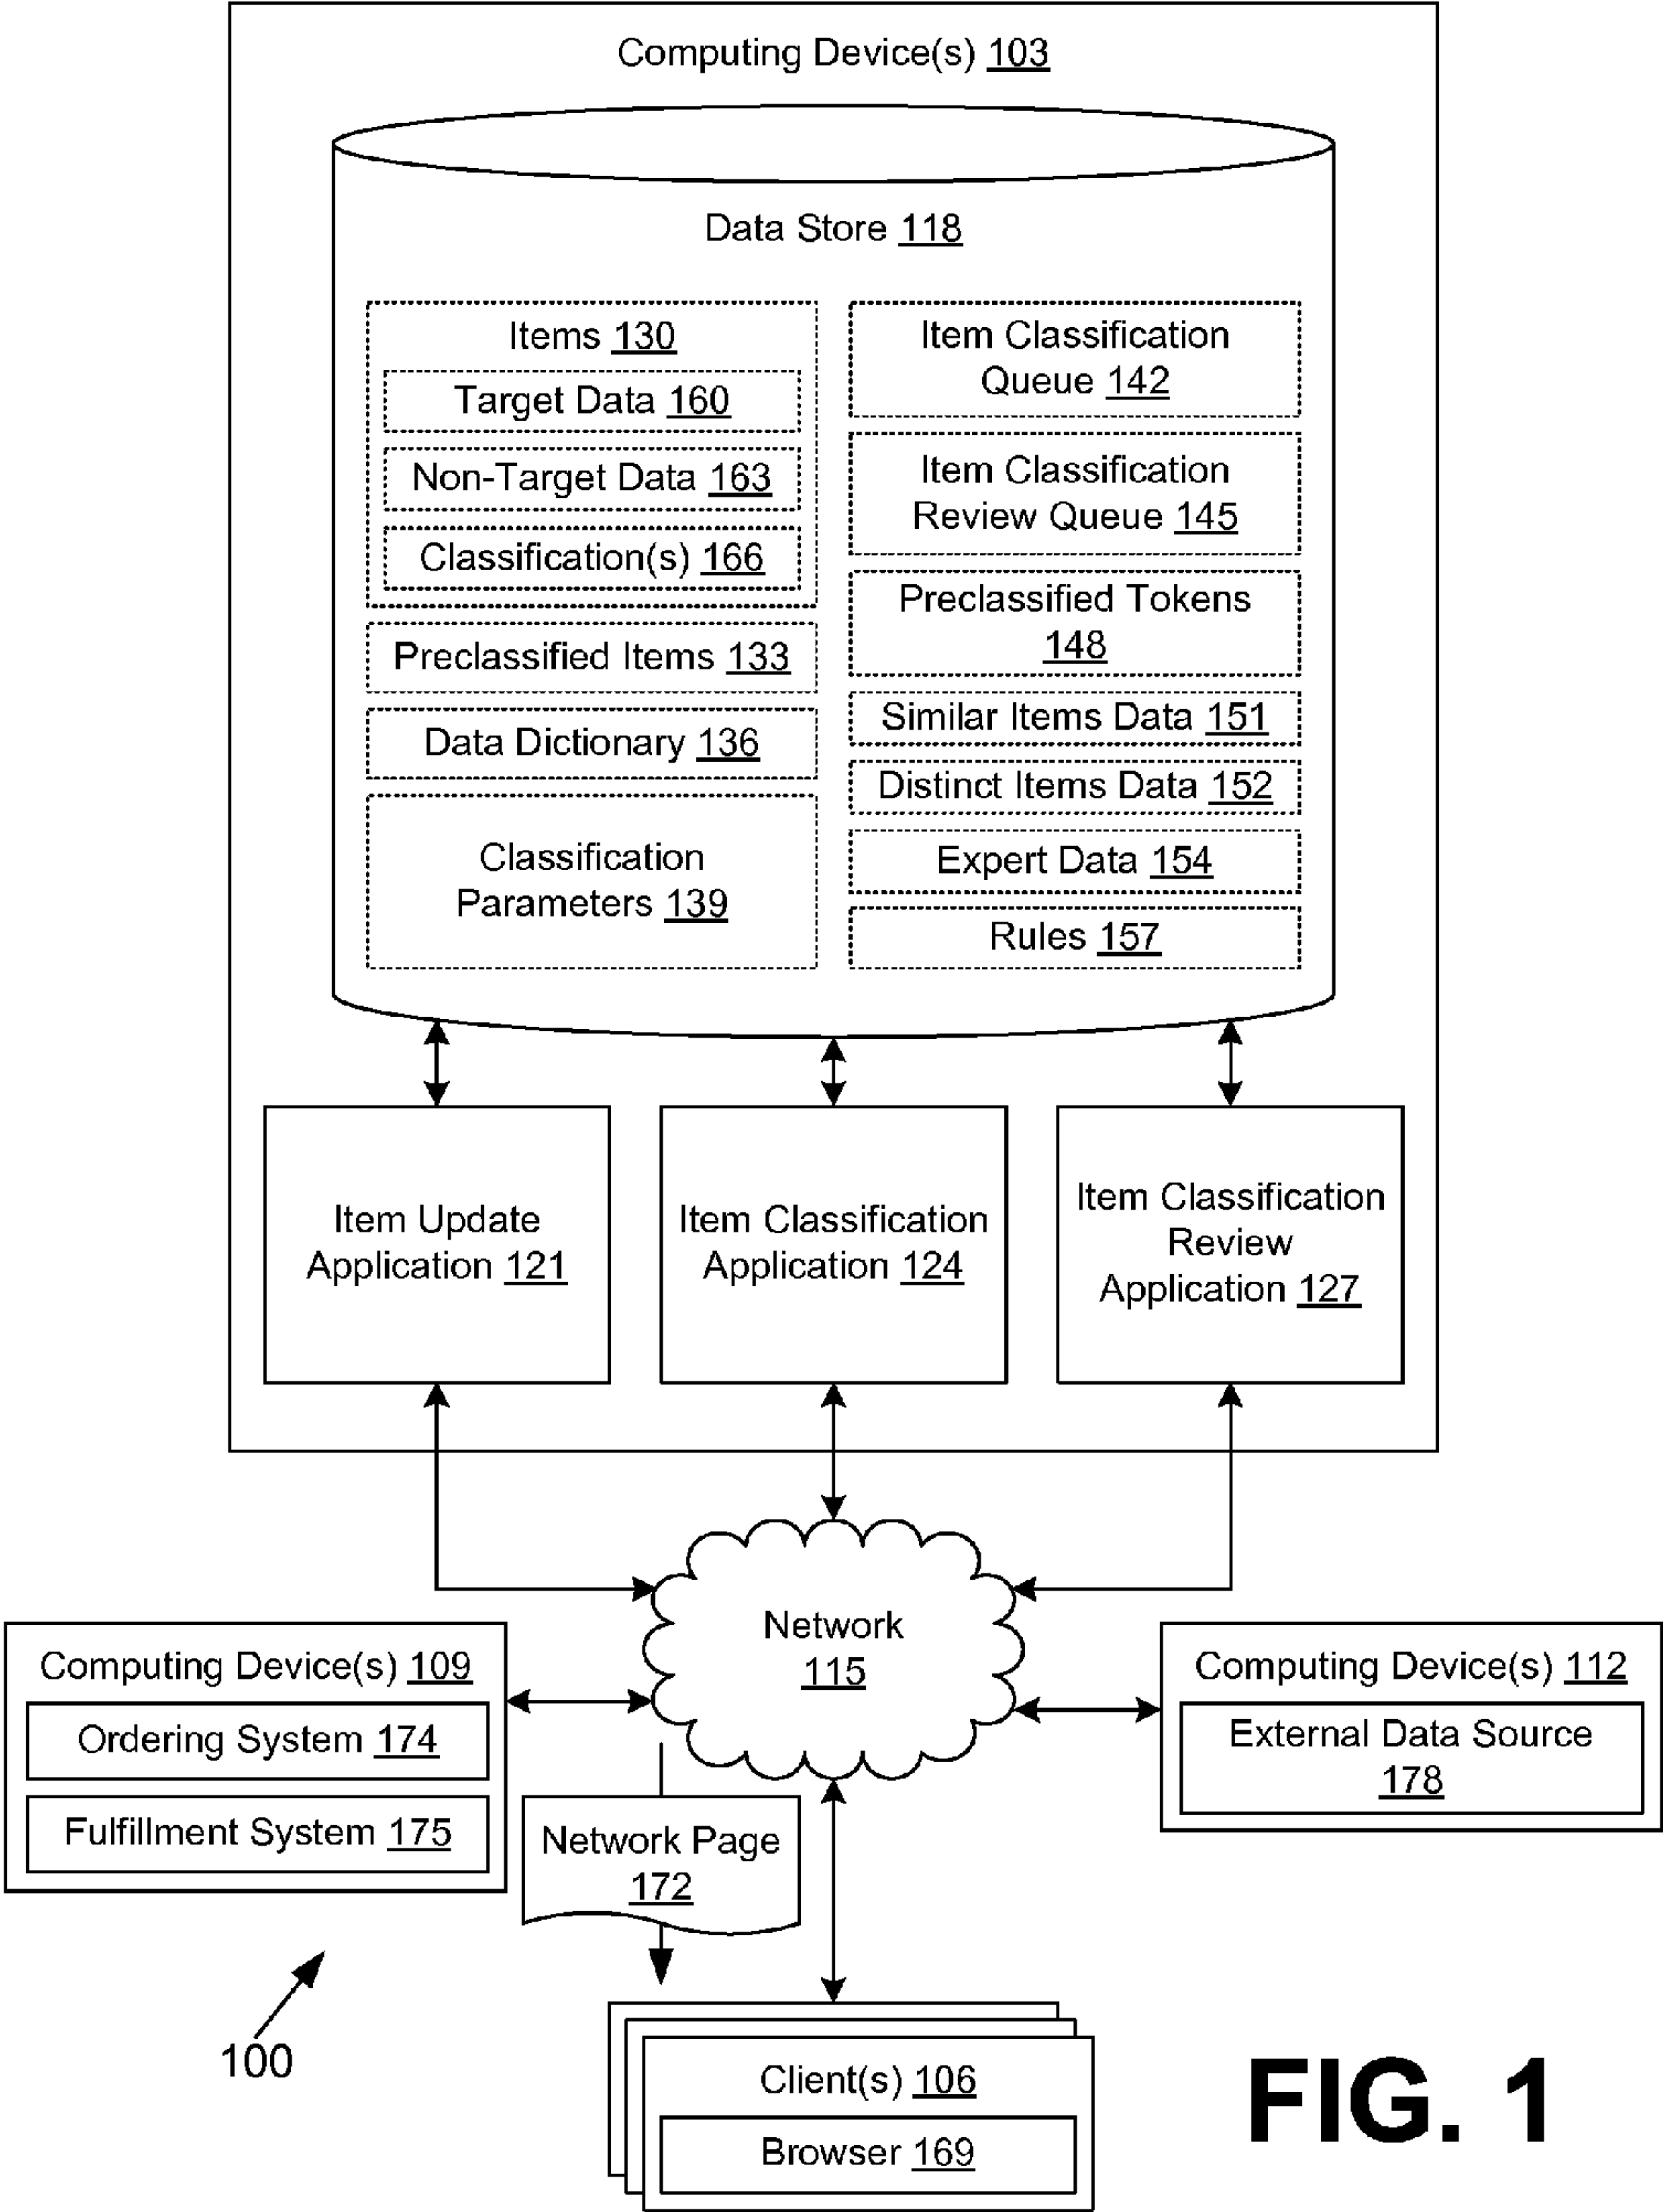 Computing Device(s) 103
Data Store 118
Items 130
Target Data 160
Non-Target Data 163
Classification(s) 166
Preclassified Items 133
Data Dictionary 136
Classification
Parameters 139
Item Classification
Queue 142
Item Classification
Review Queue 145
Preclassified Tokens
148
Similar Items Data 151
Distinct Items Data 152
Expert Data 154
Rules 157
Item Update
Application 121
Item Classification
Application 124
Item Classification
Review
Application 127
Network
115
Computing Device(s) 109
Ordering System 174
Fulfillment System 175
Computing Device(s) 112
External Data Source
178
Network Page
172
100
Client(s) 106
Browser 169
FIG. 1